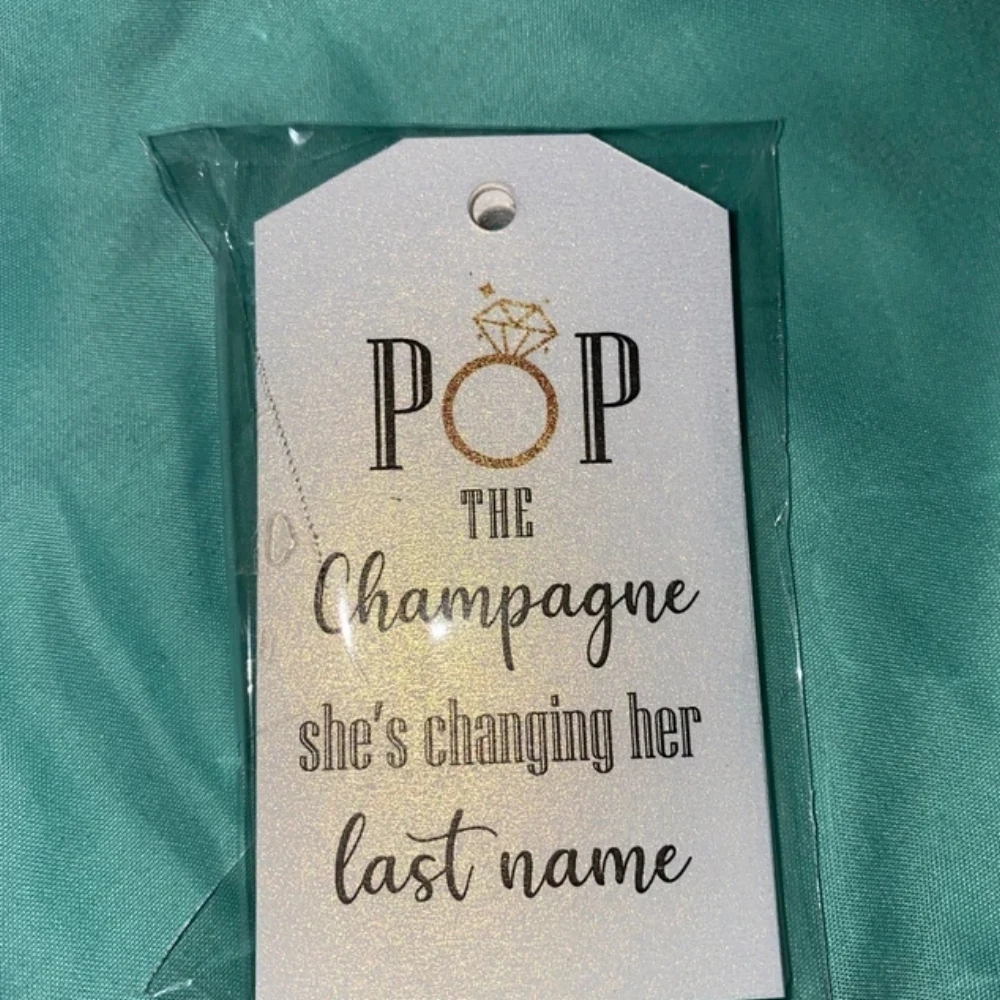 POP
THE
Champagne
she's changing her
last name